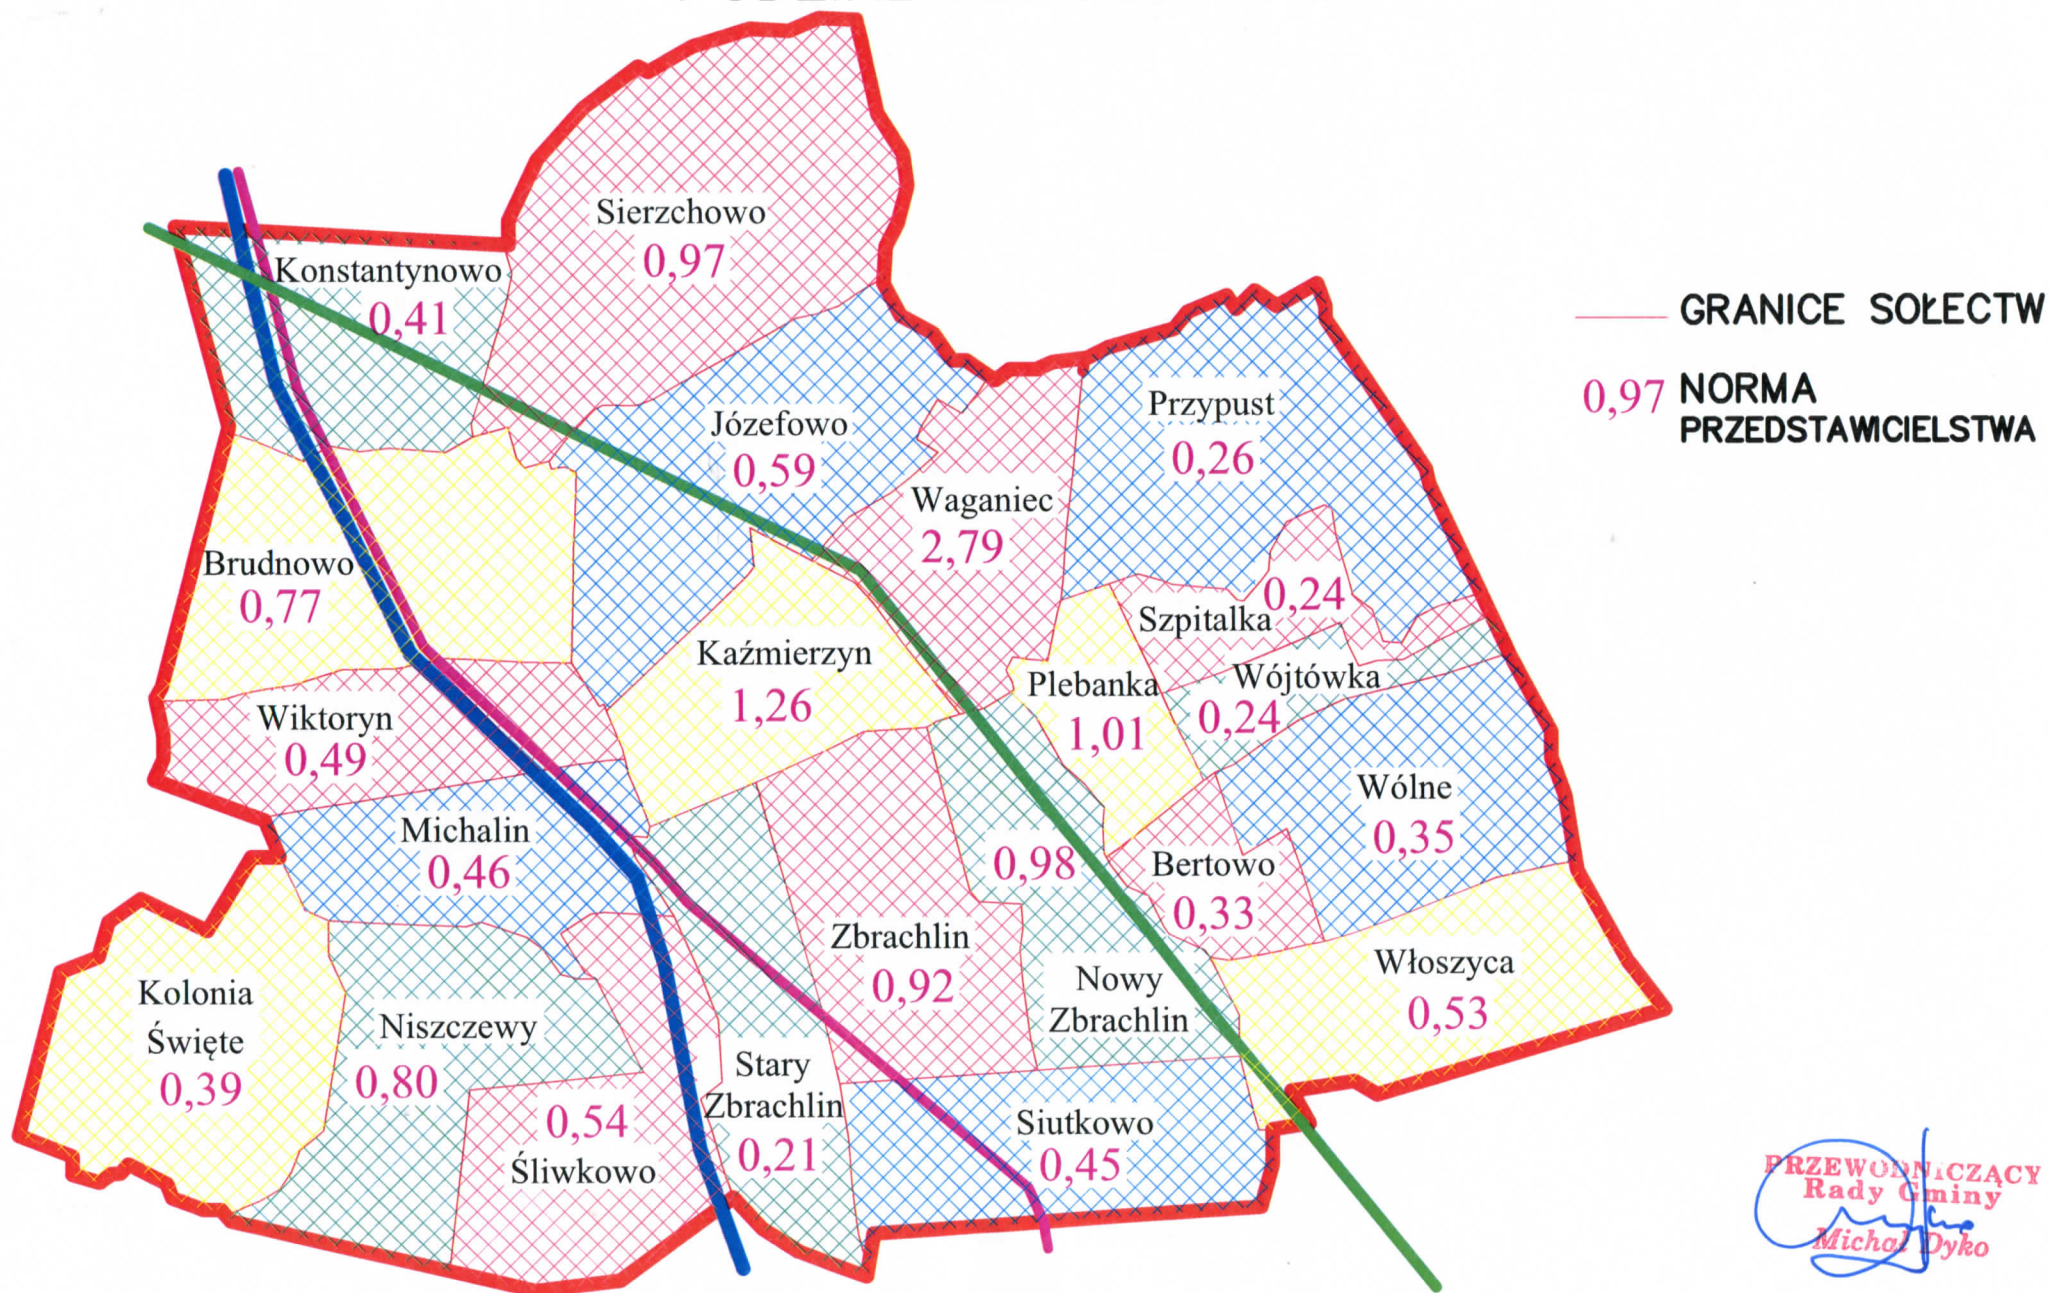 Sierzchowo
0,97
Konstantynowo
0,41
Józefowo
0,59
Przypust
0,26
Waganiec
2,79
Brudnowo
0,77
Szpitalka
0,24
Kaźmierzyn
1,26
Plebanka
1,01
Wójtówka
0,24
Wiktoryn
0,49
Wólne
0,35
Michalin
0,46
0,98
Nowy
Zbrachlin
Bertowo
0,33
Zbrachlin
0,92
Włoszyca
0,53
Kolonia
Święte
0,39
Niszczewy
0,80
Stary
Zbrachlin
0,21
0,54
Śliwkowo
Siutkowo
0,45
GRANICE SOŁECTW
0,97 NORMA
PRZEDSTAWICIELSTWA
PRZEWODNICZĄCY
Rady Gminy
Michał Dyko